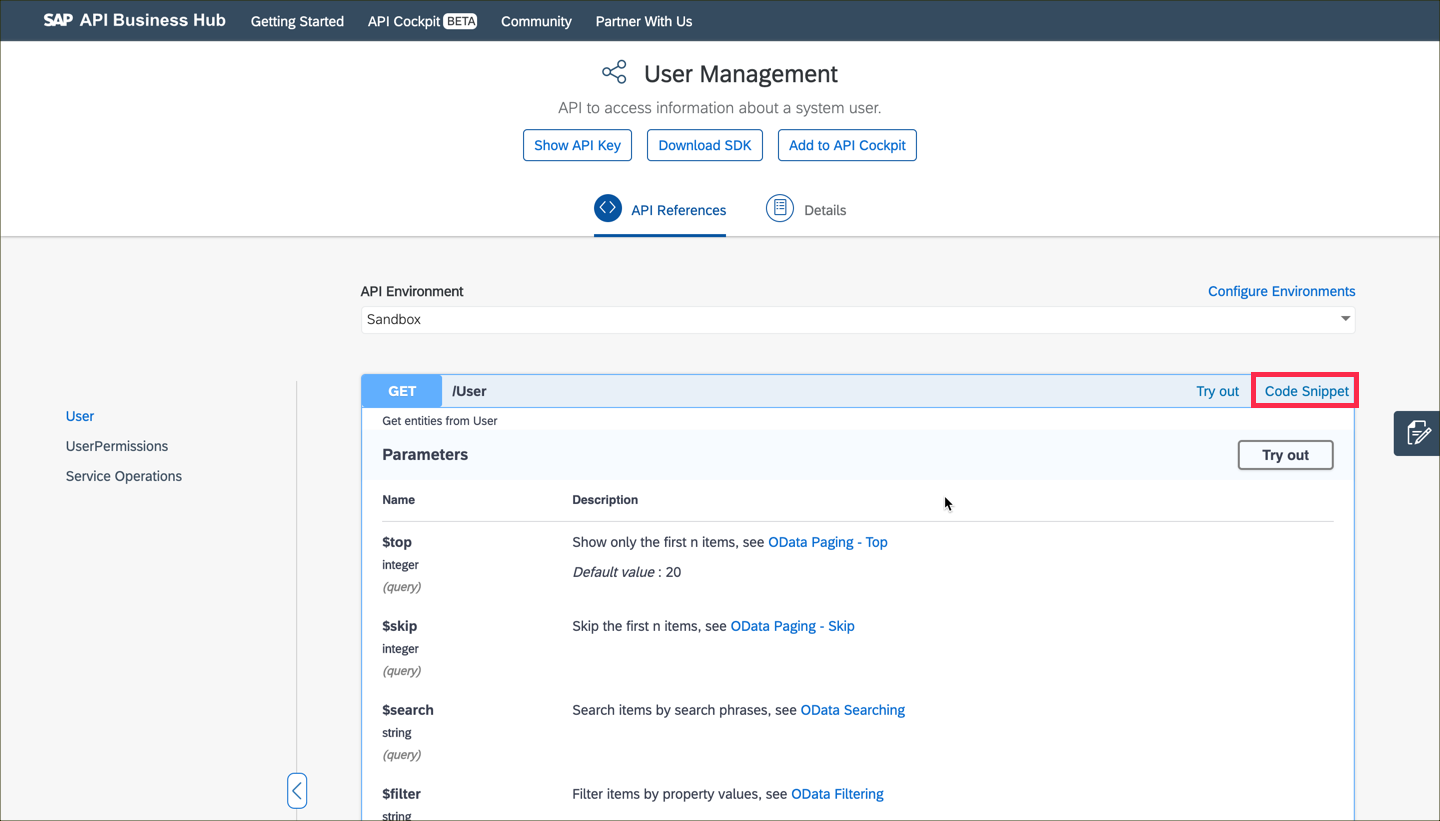 SAP API Business Hub Getting Started API Cockpit BETA Community Partner With Us
User Management
API to access information about a system user.
Show API Key Download SDK Add to API Cockpit
API References Details
API Environment Configure Environments
Sandbox
GET /User Try out Code Snippet
User
Get entities from User
UserPermissions
Parameters Try out
Service Operations
Name Description
$top Show only the first n items, see OData Paging - Top
integer
Default value : 20
(query)
$skip Skip the first n items, see OData Paging - Skip
integer
(query)
$search Search items by search phrases, see OData Searching
string
(query)
$filter Filter items by property values, see OData Filtering
string